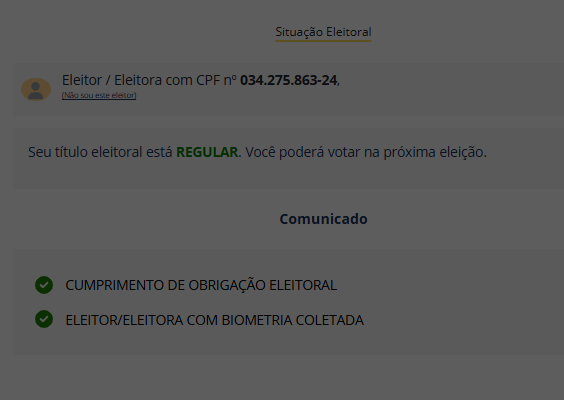 Situação Eleitoral
Eleitor / Eleitora com CPF nº 034.275.863-24,
(Não sou este eleitor)
Seu título eleitoral está REGULAR. Você poderá votar na próxima eleição.
Comunicado
CUMPRIMENTO DE OBRIGAÇÃO ELEITORAL
ELEITOR/ELEITORA COM BIOMETRIA COLETADA